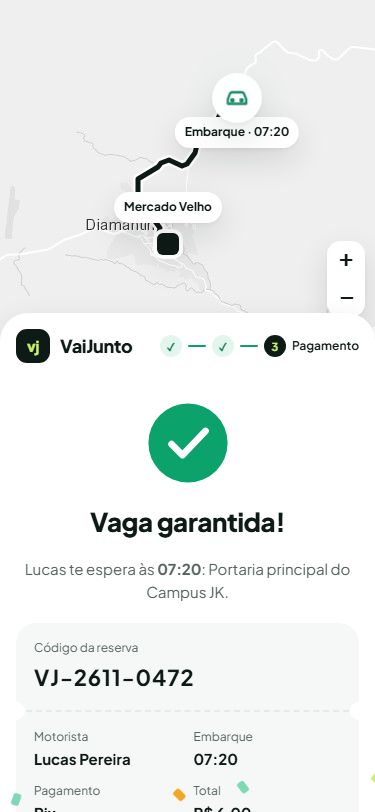 Embarque · 07:20
Mercado Velho
+
−
vj
VaiJunto
✓
✓
3
Pagamento
Vaga garantida!
Lucas te espera às 07:20: Portaria principal do
Campus JK.
Código da reserva
VJ-2611-0472
Motorista
Embarque
Lucas Pereira
07:20
Pagamento
Total